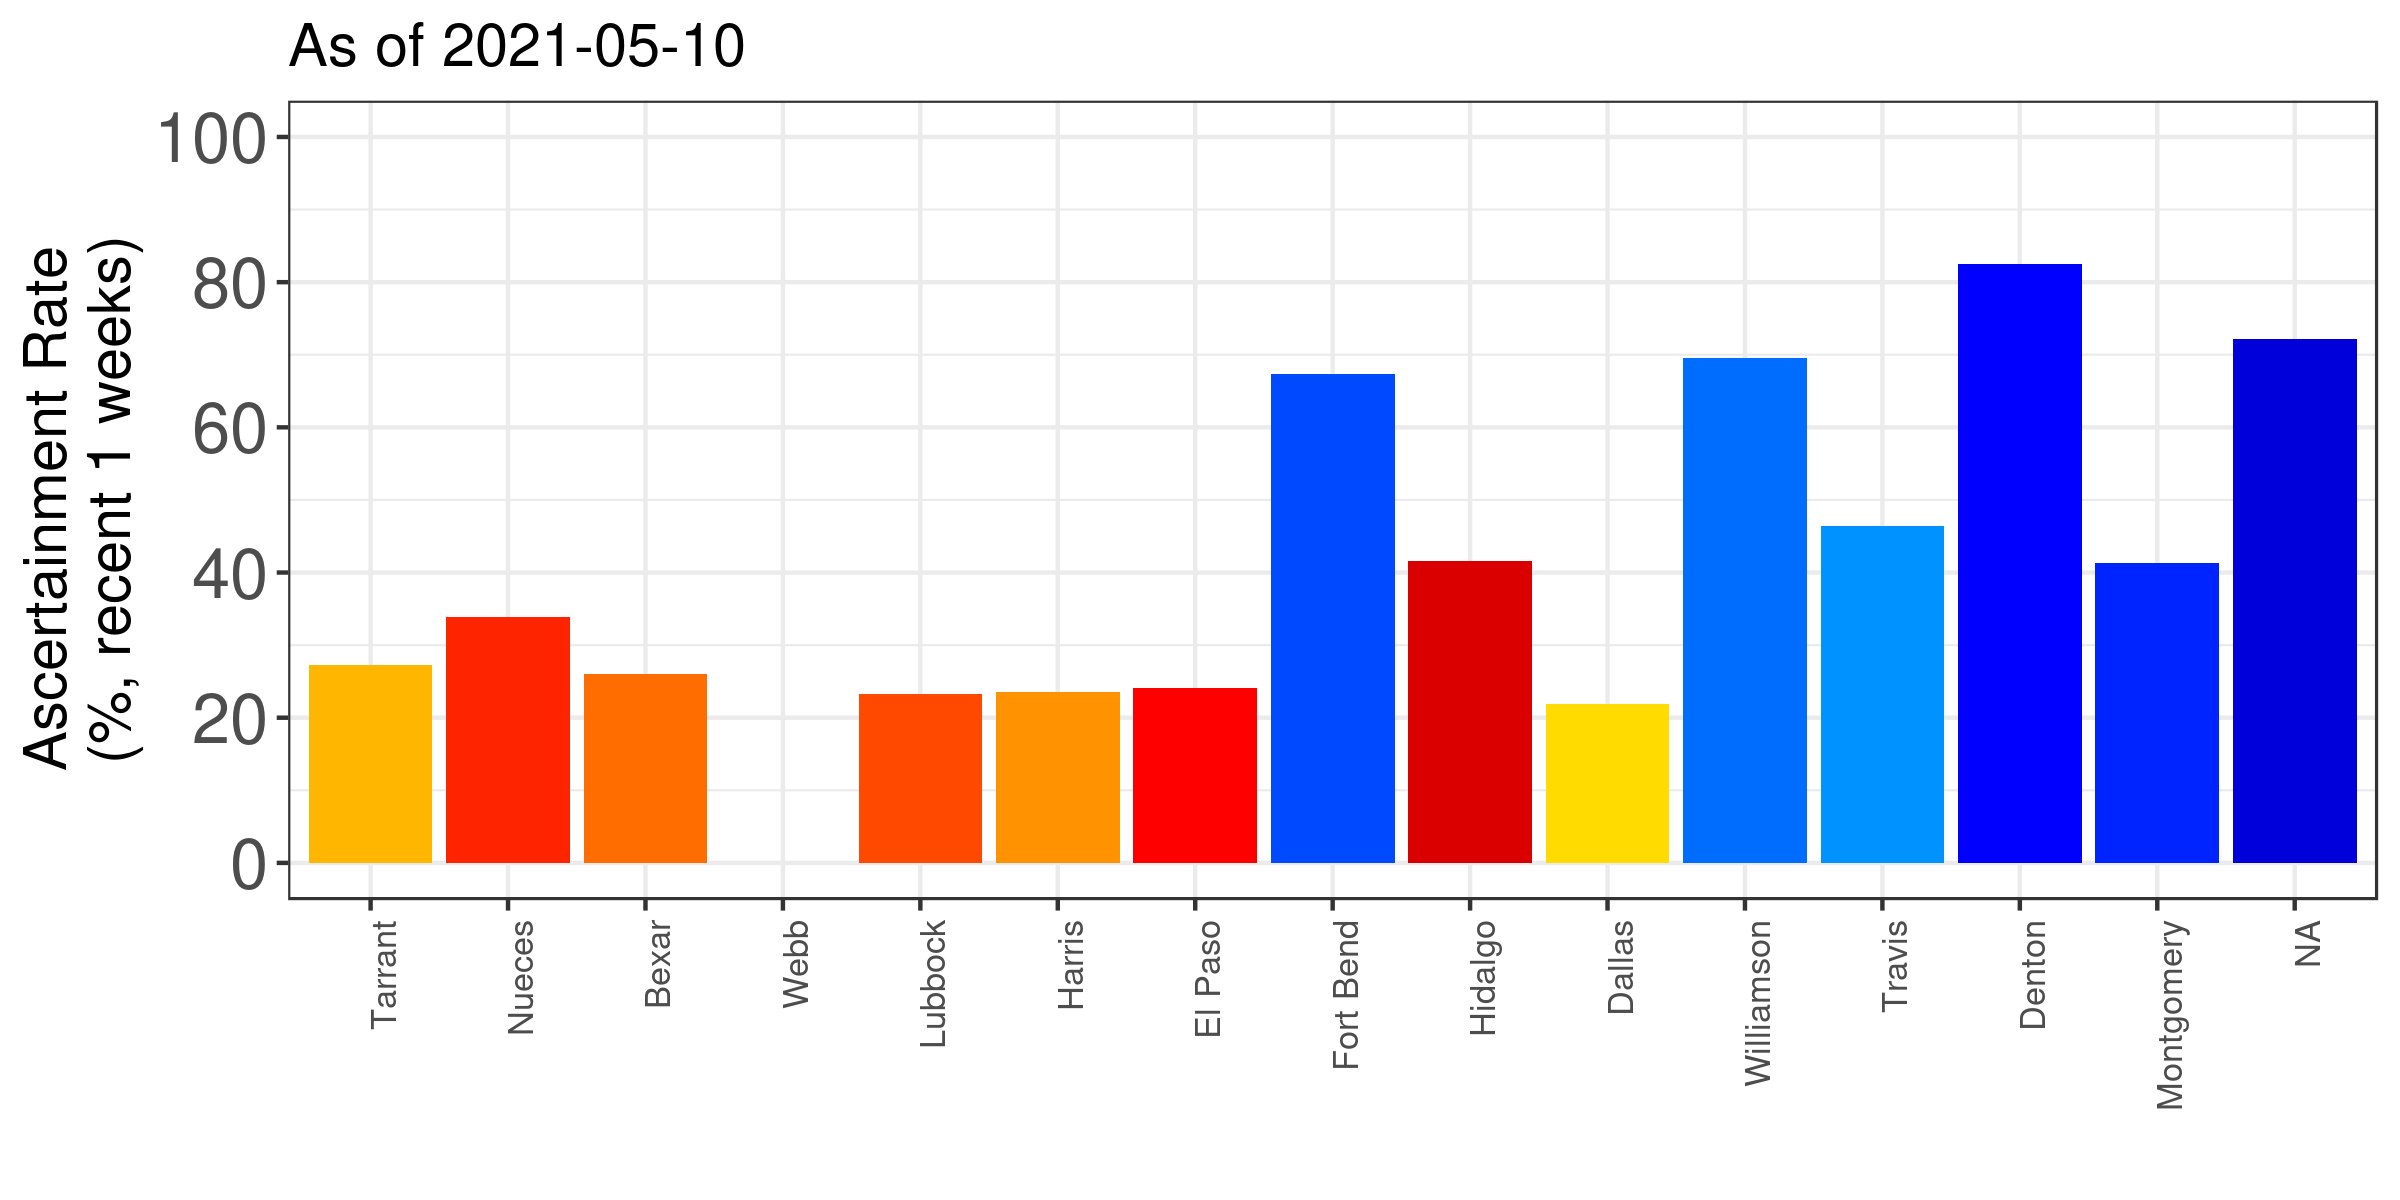 As of 2021-05-10
Ascertainment Rate
(%, recent 1 weeks)
100
80
60
40
20
0
Tarrant
Nueces
Bexar
Webb
Lubbock
Harris
El Paso
Fort Bend
Hidalgo
Dallas
Williamson
Travis
Denton
Montgomery
NA